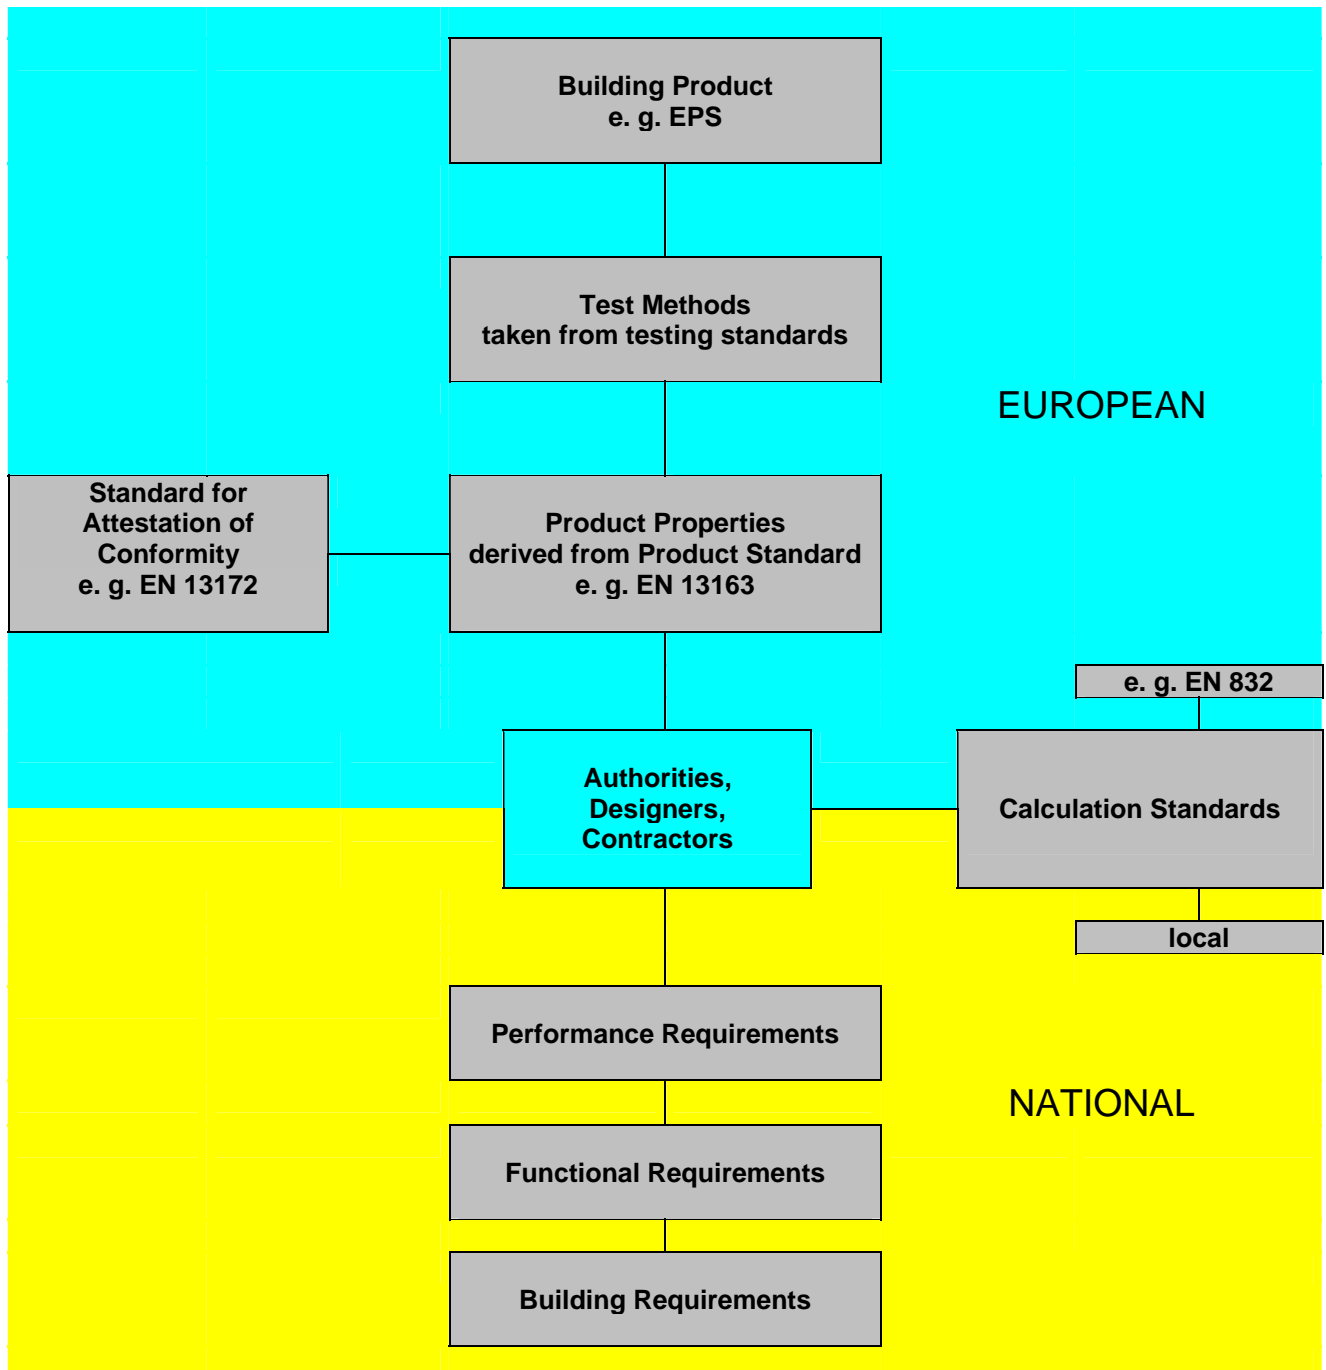 Building Product
e. g. EPS
Test Methods
taken from testing standards
EUROPEAN
Standard for
Attestation of
Conformity
e. g. EN 13172
Product Properties
derived from Product Standard
e. g. EN 13163
e. g. EN 832
Authorities,
Designers,
Contractors
Calculation Standards
local
Performance Requirements
NATIONAL
Functional Requirements
Building Requirements